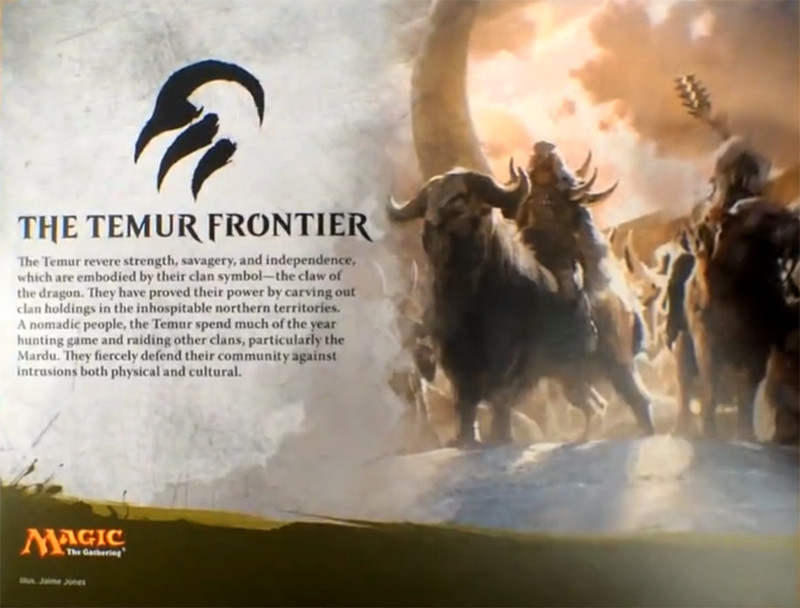 THE TEMUR FRONTIER
The Temur revere strength, savagery, and independence,
which are embodied by their clan symbol—the claw of
the dragon. They have proved their power by carving out
clan holdings in the inhospitable northern territories.
A nomadic people, the Temur spend much of the year
hunting game and raiding other clans, particularly the
Mardu. They fiercely defend their community against
intrusions both physical and cultural.
MAGIC
The Gathering®
Illus. Jaime Jones